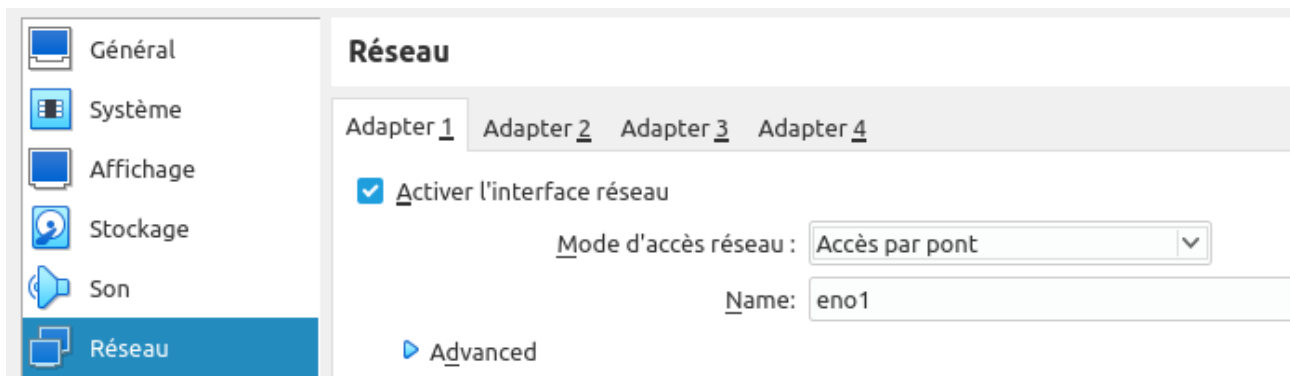 Général
Système
Affichage
Stockage
Son
Réseau
Réseau
Adapter 1 Adapter 2 Adapter 3 Adapter 4
Activer l'interface réseau
Mode d'accès réseau : Accès par pont
Name: eno1
Advanced